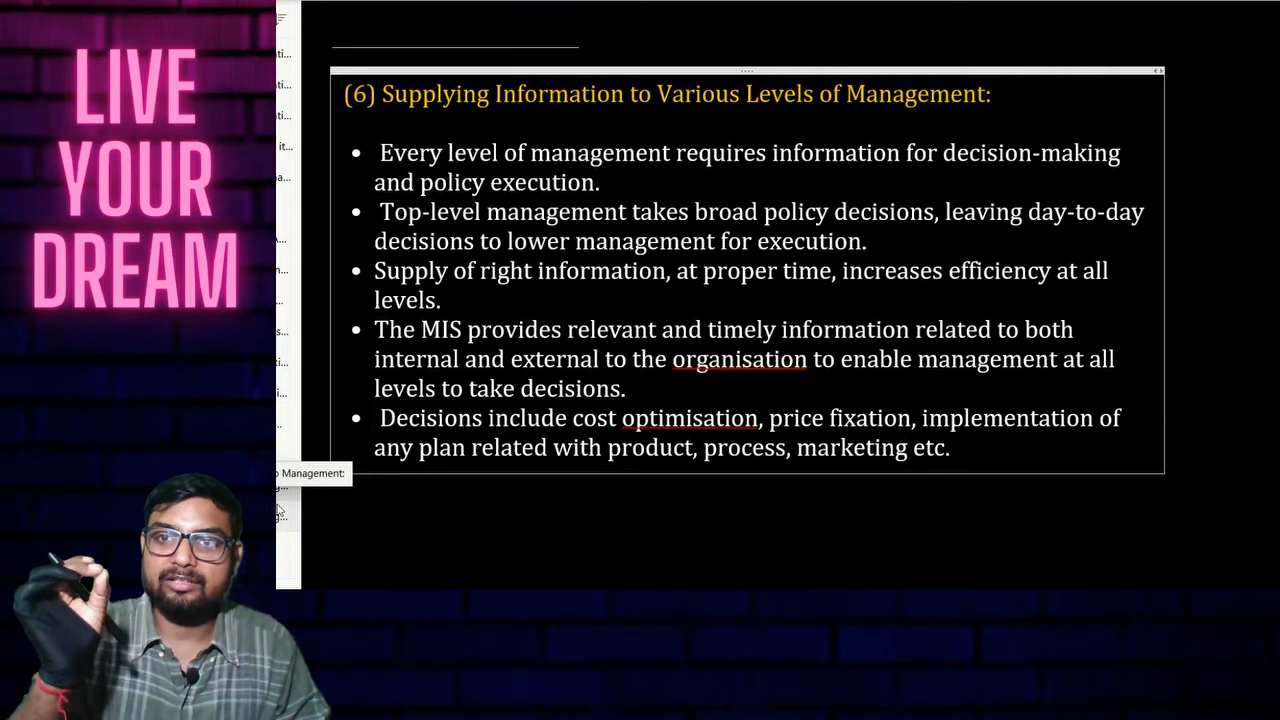 LIVE
YOUR
DREAM
(6) Supplying Information to Various Levels of Management:
• Every level of management requires information for decision-making
and policy execution.
• Top-level management takes broad policy decisions, leaving day-to-day
decisions to lower management for execution.
• Supply of right information, at proper time, increases efficiency at all
levels.
• The MIS provides relevant and timely information related to both
internal and external to the organisation to enable management at all
levels to take decisions.
• Decisions include cost optimisation, price fixation, implementation of
any plan related with product, process, marketing etc.
Management: